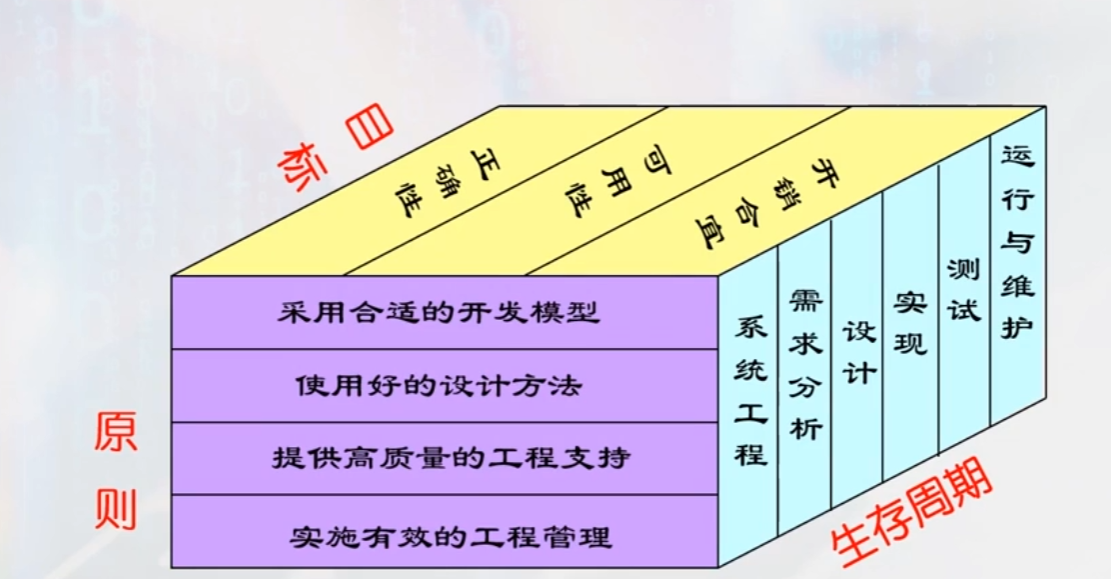 目标
正确性
可用性
开销合宜
采用合适的开发模型
使用好的设计方法
提供高质量的工程支持
实施有效的工程管理
原则
系统工程
需求分析
设计
实现
测试
运行与维护
生存周期